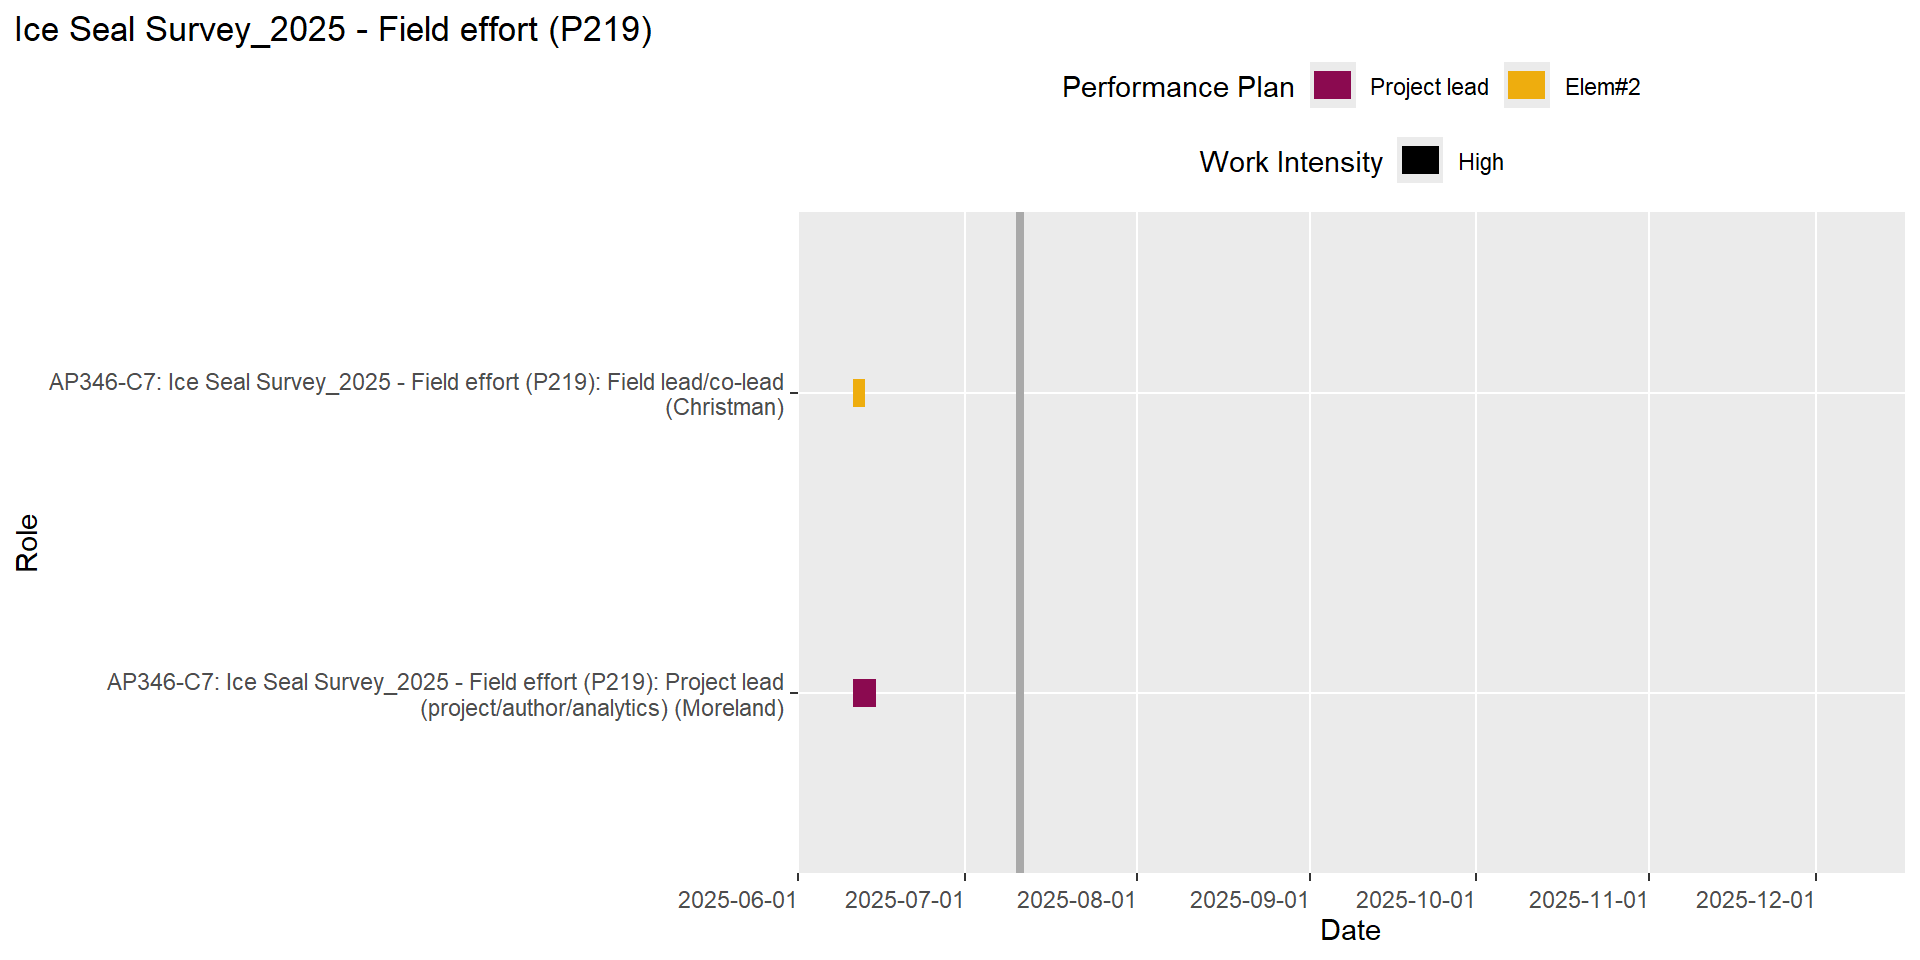 Ice Seal Survey_2025 - Field effort (P219)
Performance Plan Project lead Elem#2
Work Intensity High
AP346-C7: Ice Seal Survey_2025 - Field effort (P219): Field lead/co-lead
(Christman)
Role
AP346-C7: Ice Seal Survey_2025 - Field effort (P219): Project lead
(project/author/analytics) (Moreland)
2025-06-01 2025-07-01 2025-08-01 2025-09-01 2025-10-01 2025-11-01 2025-12-01
Date